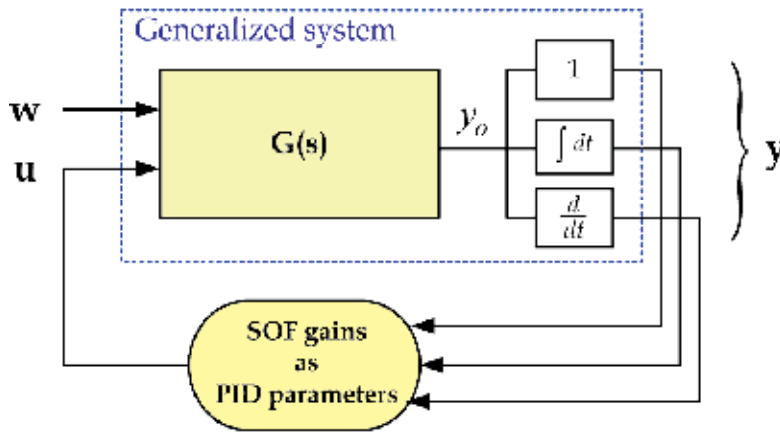 Generalized system
w
u
G(s)
y_o
1
∫ dt
d
dt
y
SOF gains
as
PID parameters